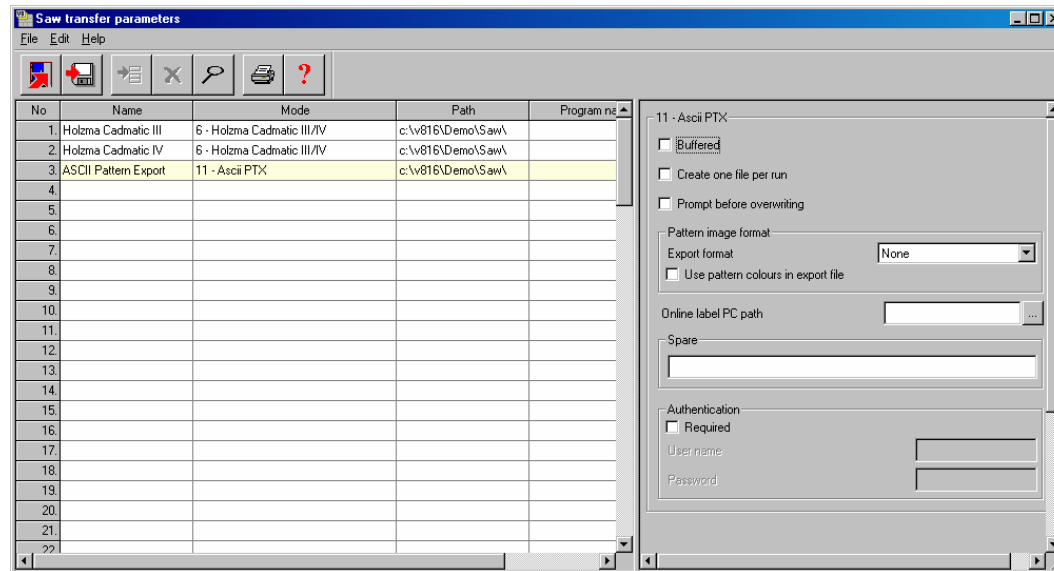 Saw transfer parameters
File Edit Help
?
No Name Mode Path Program na
1. Holzma Cadmatic III 6 - Holzma Cadmatic III/IV c:\v816\Demo\Saw\
2. Holzma Cadmatic IV 6 - Holzma Cadmatic III/IV c:\v816\Demo\Saw\
3. ASCII Pattern Export 11 - Ascii PTX c:\v816\Demo\Saw\
4.
5.
6.
7.
8.
9.
10.
11.
12.
13.
14.
15.
16.
17.
18.
19.
20.
21.
22
11 - Ascii PTX
Buffered
Create one file per run
Prompt before overwriting
Pattern image format
Export format None
Use pattern colours in export file
Online label PC path ...
Spare
Authentication
Required
User name
Password